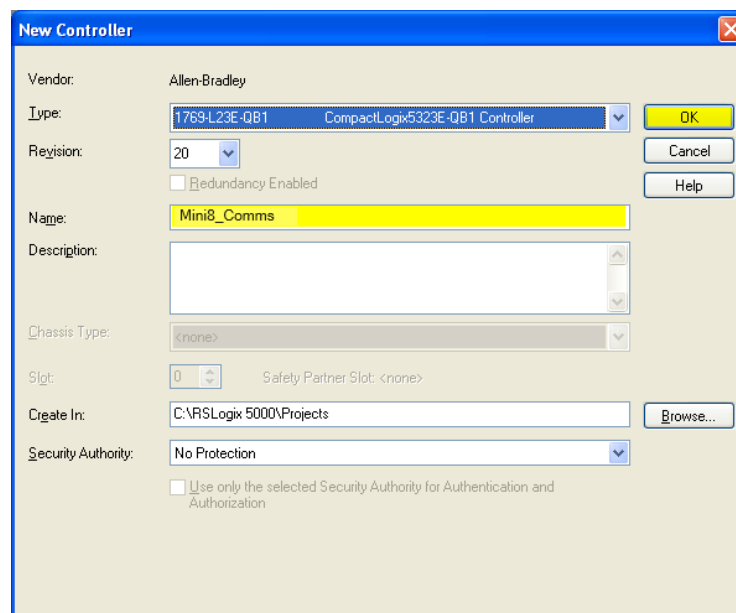 New Controller
Vendor: Allen-Bradley
Type: 1769-L23E-QB1 CompactLogix5323E-QB1 Controller OK
Revision: 20 Cancel
Redundancy Enabled Help
Name: Mini8_Comms
Description:
Chassis Type: <none>
Slot: 0 Safety Partner Slot: <none>
Create In: C:\RSLogix 5000\Projects Browse...
Security Authority: No Protection
Use only the selected Security Authority for Authentication and
Authorization